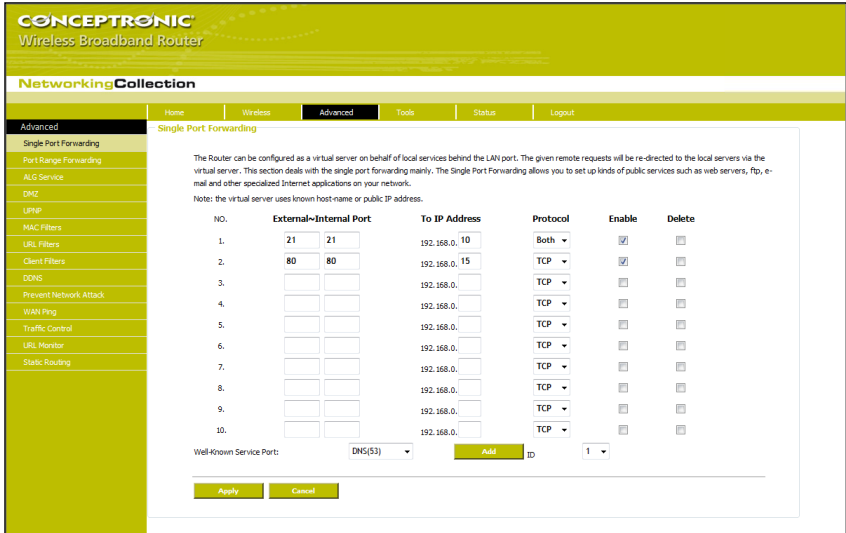 CONCEPTRONIC
Wireless Broadband Router
NetworkingCollection
Home Wireless Advanced Tools Status Logout
Advanced
Single Port Forwarding
Port Range Forwarding
ALG Service
DMZ
UPNP
MAC Filters
URL Filters
Client Filters
DDNS
Prevent Network Attack
WAN Ping
Traffic Control
URL Monitor
Static Routing
Single Port Forwarding
The Router can be configured as a virtual server on behalf of local services behind the LAN port. The given remote requests will be re-directed to the local servers via the
virtual server. This section deals with the single port forwarding mainly. The Single Port Forwarding allows you to set up kinds of public services such as web servers, ftp, e-
mail and other specialized Internet applications on your network.
Note: the virtual server uses known host-name or public IP address.
NO. External~Internal Port To IP Address Protocol Enable Delete
1. 21 21 192.168.0. 10 Both
2. 80 80 192.168.0. 15 TCP
3. 192.168.0. TCP
4. 192.168.0. TCP
5. 192.168.0. TCP
6. 192.168.0. TCP
7. 192.168.0. TCP
8. 192.168.0. TCP
9. 192.168.0. TCP
10. 192.168.0. TCP
Well-Known Service Port: DNS(53) Add ID 1
Apply Cancel